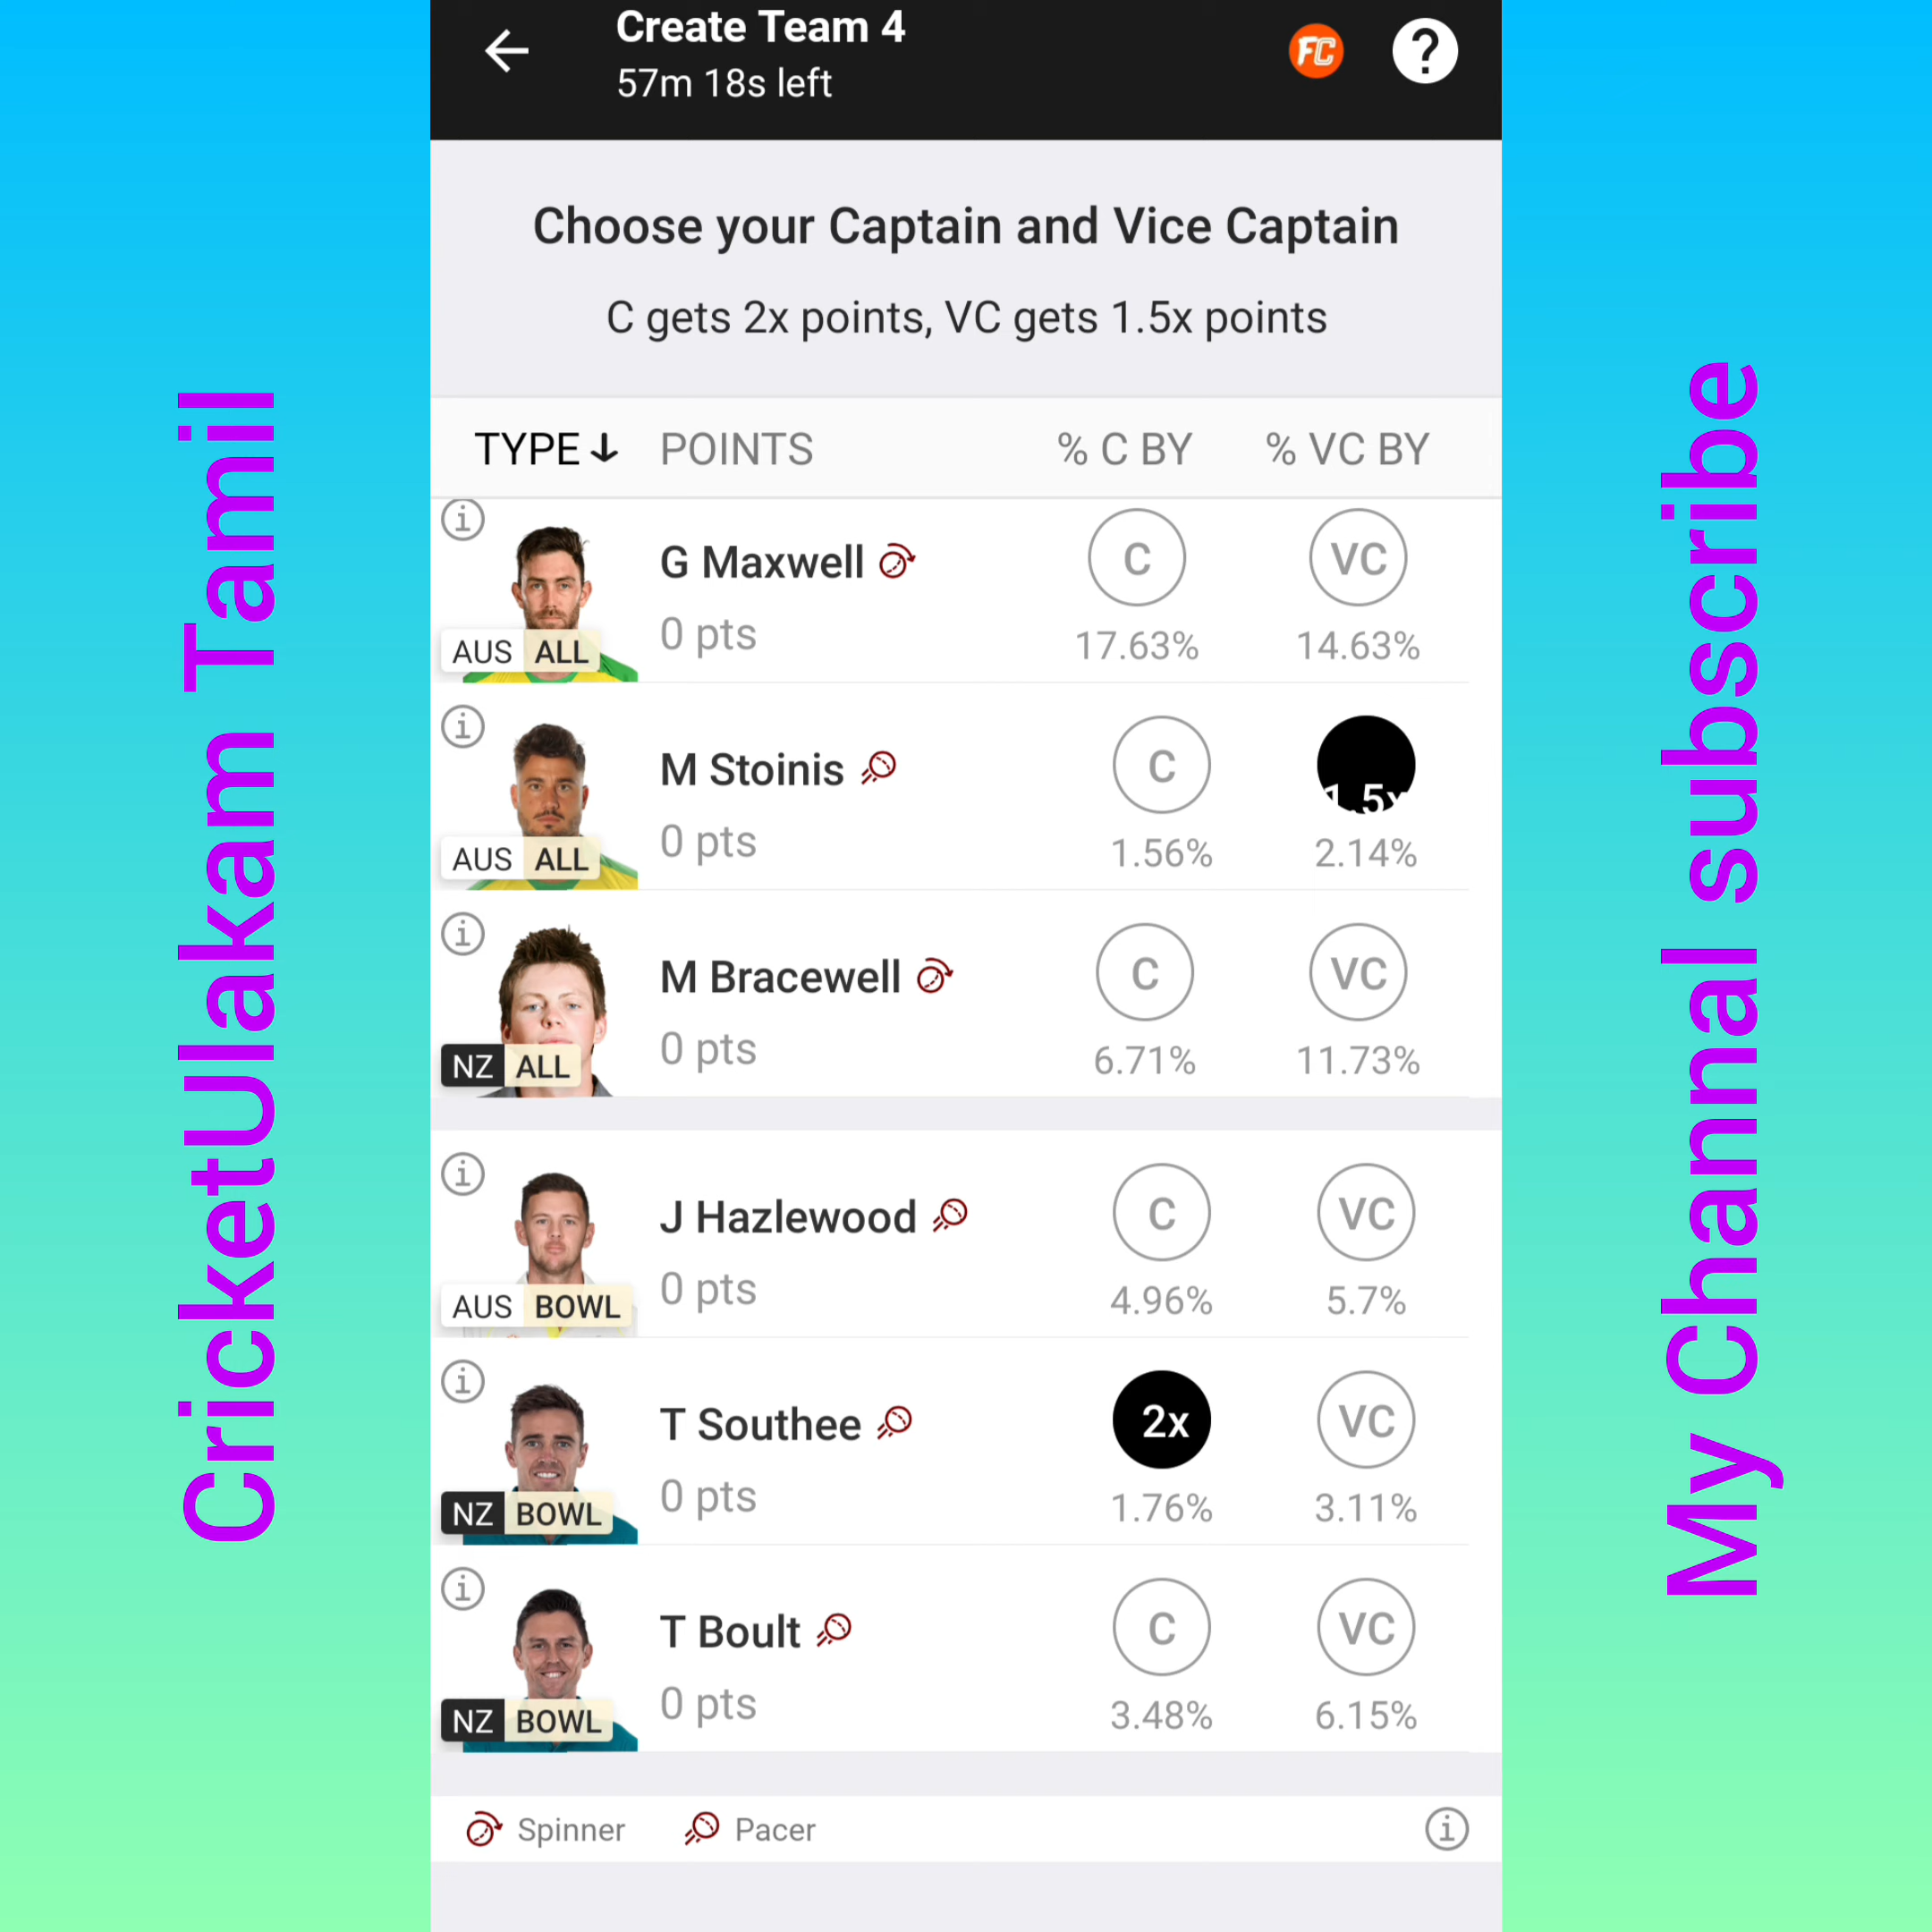 CricketUlakam Tamil
Create Team 4
57m 18s left
FC
?
Choose your Captain and Vice Captain
C gets 2x points, VC gets 1.5x points
TYPE↓ POINTS % C BY % VC BY
i
G Maxwell C VC
AUS ALL 0 pts 17.63% 14.63%
i
M Stoinis C 1.5x
AUS ALL 0 pts 1.56% 2.14%
i
M Bracewell C VC
NZ ALL 0 pts 6.71% 11.73%
i
J Hazlewood C VC
AUS BOWL 0 pts 4.96% 5.7%
i
T Southee 2x VC
NZ BOWL 0 pts 1.76% 3.11%
i
T Boult C VC
NZ BOWL 0 pts 3.48% 6.15%
Spinner Pacer i
My Channal subscribe